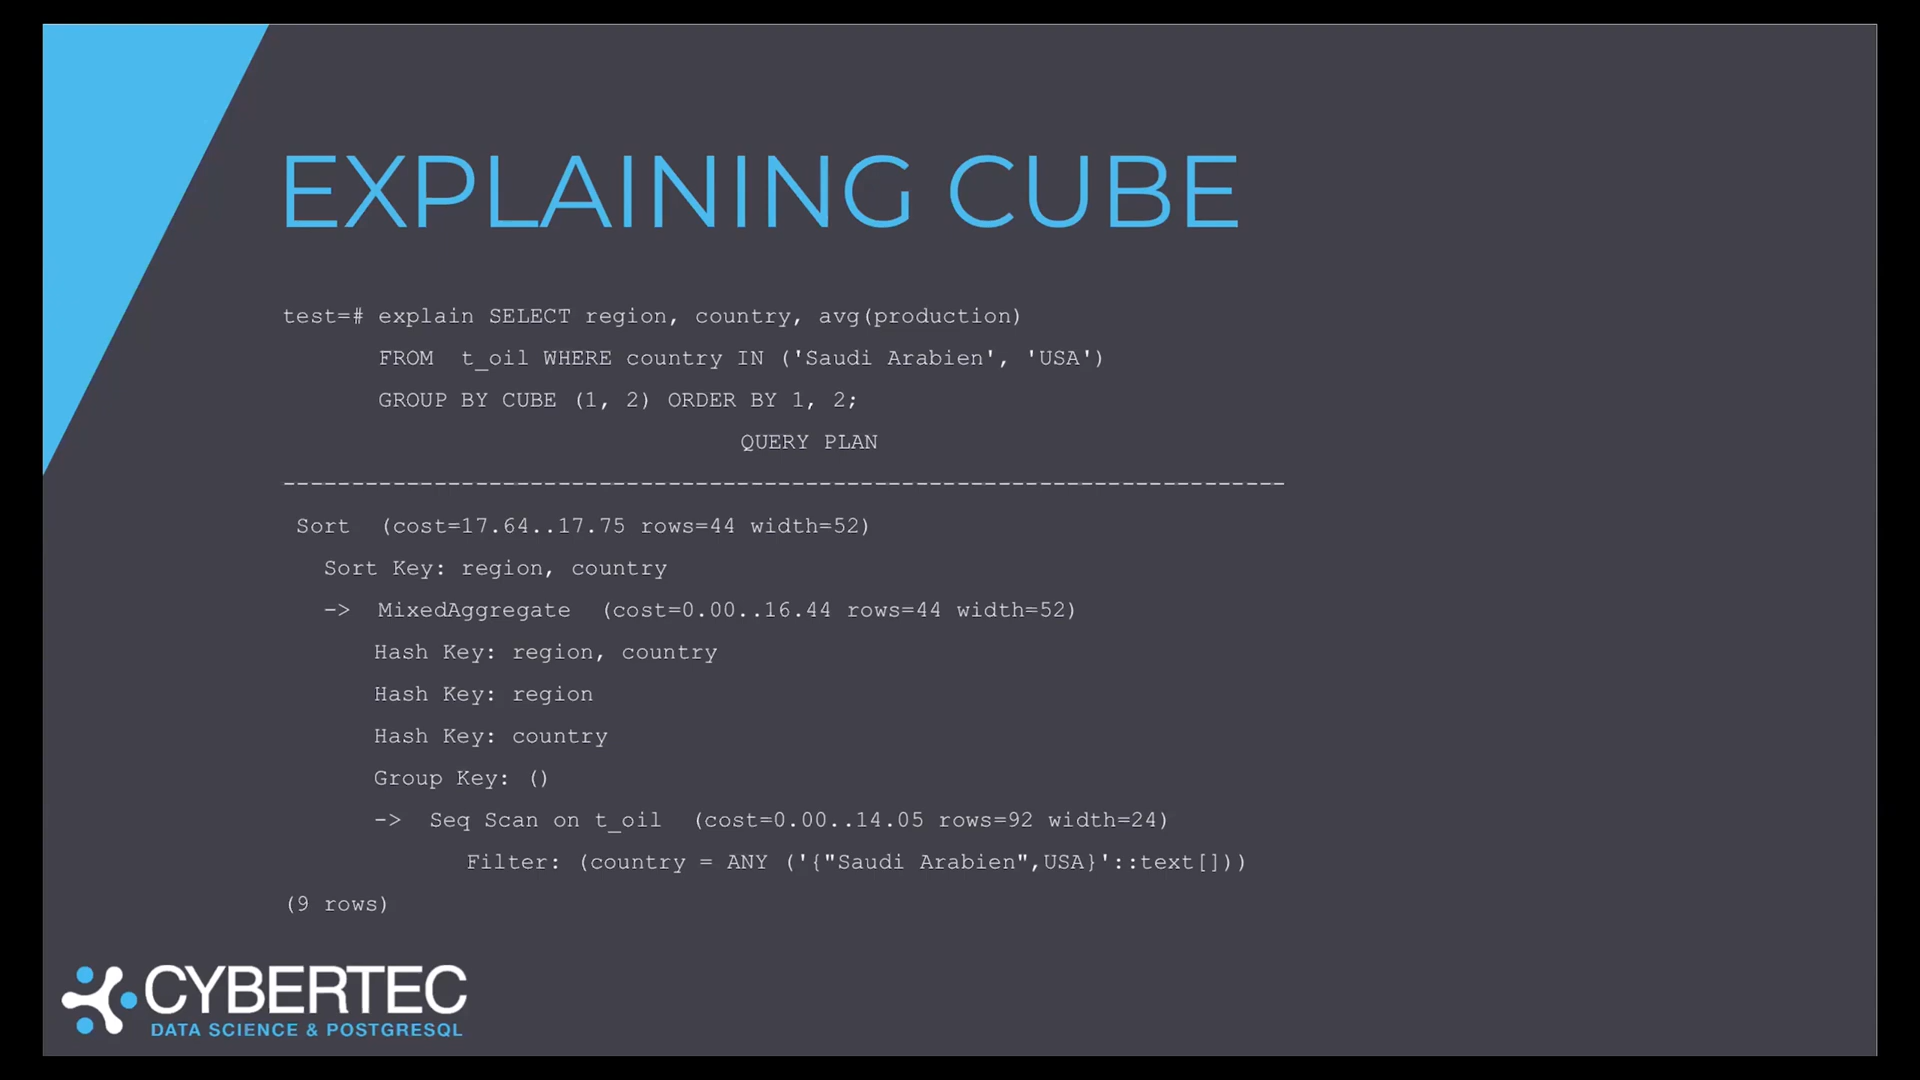 EXPLAINING CUBE
test=# explain SELECT region, country, avg(production)
FROM  t_oil WHERE country IN ('Saudi Arabien', 'USA')
GROUP BY CUBE (1, 2) ORDER BY 1, 2;
QUERY PLAN
-------------------------------------------------------------------------
Sort  (cost=17.64..17.75 rows=44 width=52)
Sort Key: region, country
->  MixedAggregate  (cost=0.00..16.44 rows=44 width=52)
Hash Key: region, country
Hash Key: region
Hash Key: country
Group Key: ()
->  Seq Scan on t_oil  (cost=0.00..14.05 rows=92 width=24)
Filter: (country = ANY ('{"Saudi Arabien",USA}'::text[]))
(9 rows)
CYBERTEC
DATA SCIENCE & POSTGRESQL